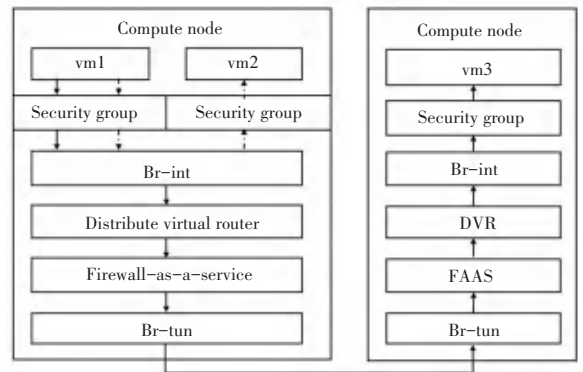 Compute node
vm1
vm2
Security group
Security group
Br-int
Distribute virtual router
Firewall-as-a-service
Br-tun
Compute node
vm3
Security group
Br-int
DVR
FAAS
Br-tun